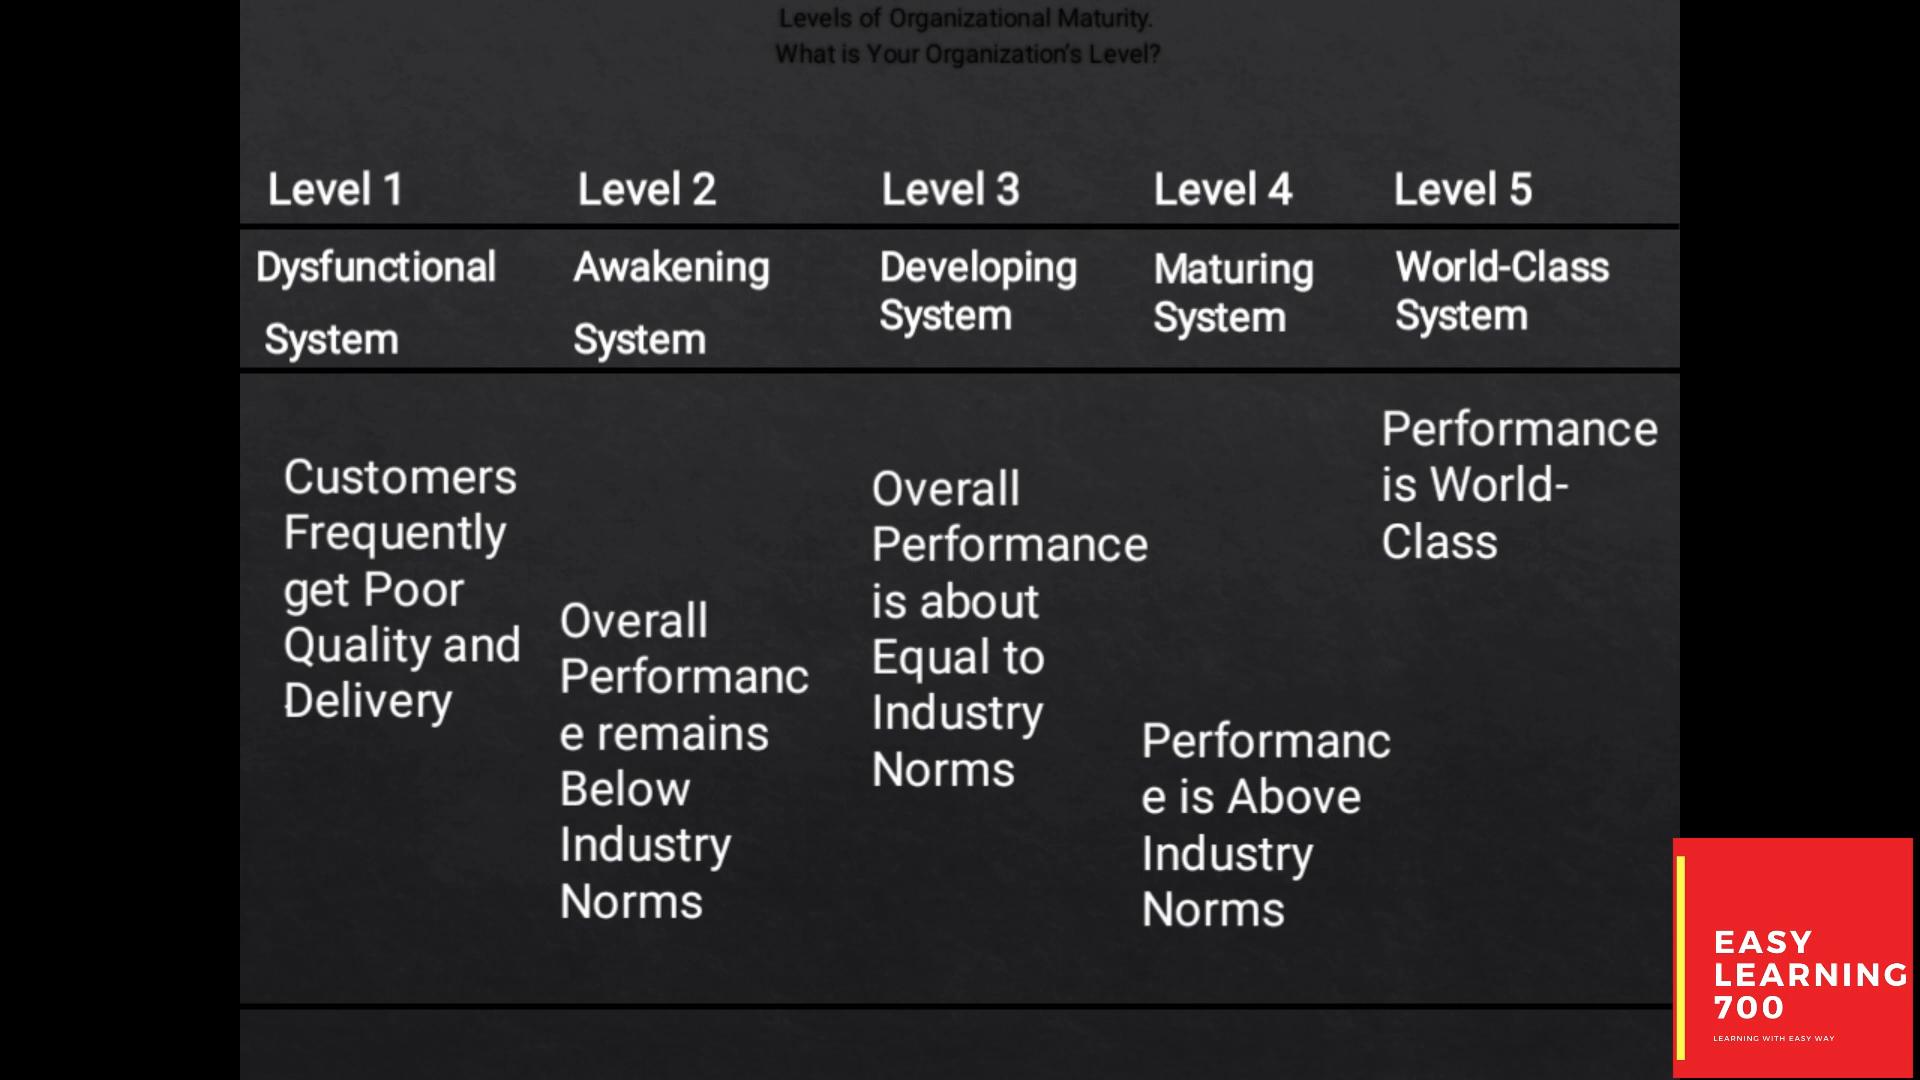 Levels of Organizational Maturity.
What is Your Organization's Level?
Level 1
Level 2
Level 3
Level 4
Level 5
Dysfunctional
System
Awakening
System
Developing
System
Maturing
System
World-Class
System
Customers
Frequently
get Poor
Quality and
Delivery
Overall
Performanc
e remains
Below
Industry
Norms
Overall
Performance
is about
Equal to
Industry
Norms
Performanc
e is Above
Industry
Norms
Performance
is World-
Class
EASY
LEARNING
700
LEARNING WITH EASY WAY